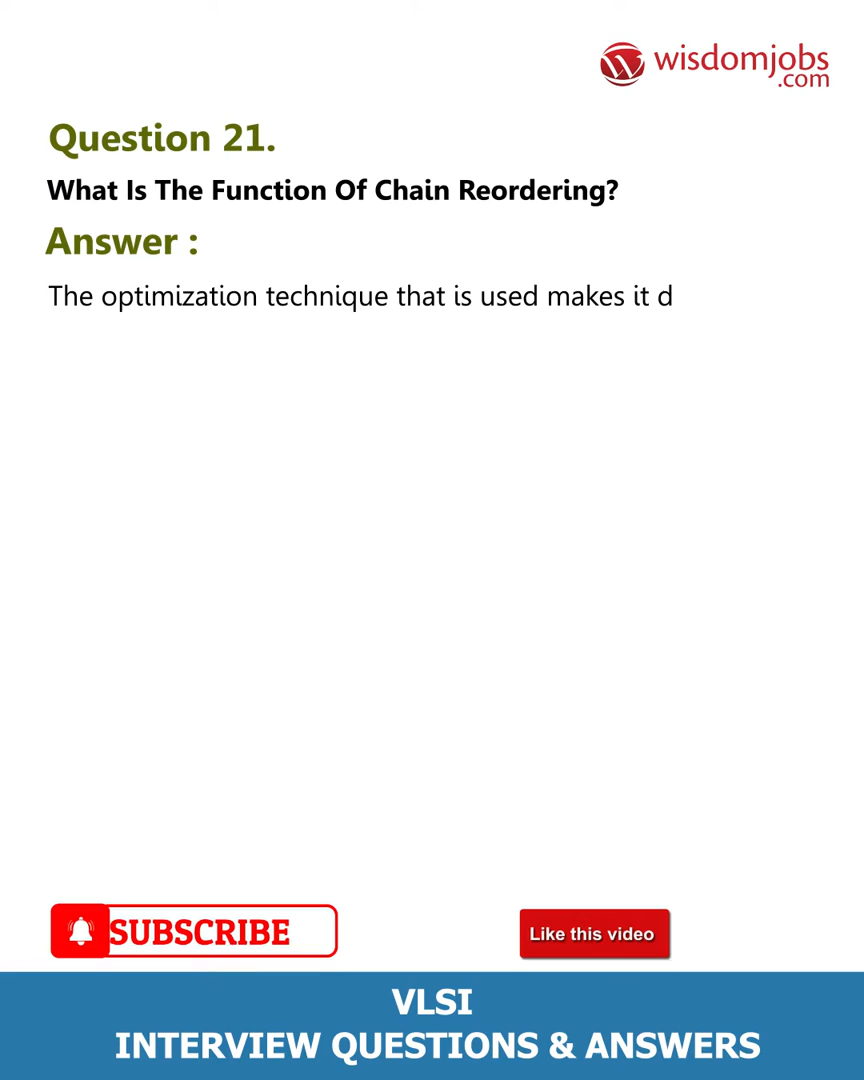 wisdomjobs
.com
Question 21.
What Is The Function Of Chain Reordering?
Answer :
The optimization technique that is used makes it d
SUBSCRIBE
Like this video
VLSI
INTERVIEW QUESTIONS & ANSWERS